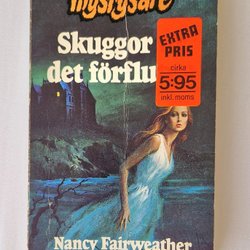 mysrysare
Skuggor
det förflu
EXTRA
PRIS
cirka
5:95
inkl. moms
Nancy Fairweather